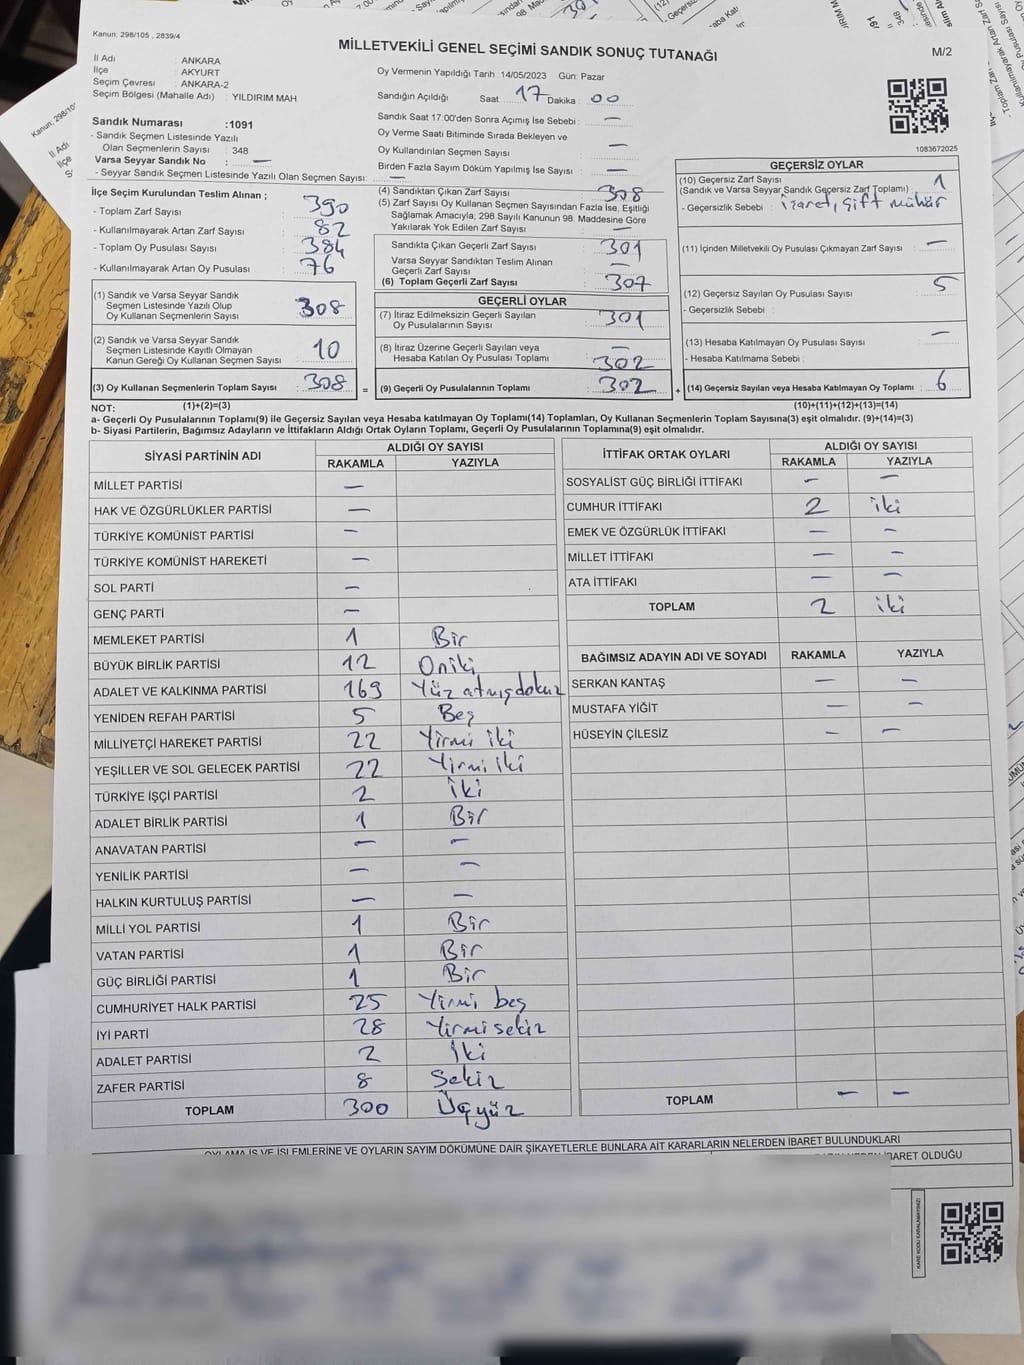 Kanun: 298/105 , 2839/4
MİLLETVEKİLİ GENEL SEÇİMİ SANDIK SONUÇ TUTANAĞI
M/2
İl Adı : ANKARA
İlçe : AKYURT
Seçim Çevresi : ANKARA-2
Seçim Bölgesi (Mahalle Adı) : YILDIRIM MAH
Oy Vermenin Yapıldığı Tarih : 14/05/2023 Gün: Pazar
Sandığın Açıldığı Saat 17 Dakika : 00
Sandık Numarası :1091
- Sandık Seçmen Listesinde Yazılı
Olan Seçmenlerin Sayısı : 348
Varsa Seyyar Sandık No : —
- Seyyar Sandık Seçmen Listesinde Yazılı Olan Seçmen Sayısı: —
Sandık Saat 17:00'den Sonra Açımış İse Sebebi : —
Oy Verme Saati Bitiminde Sırada Bekleyen ve
Oy Kullandırılan Seçmen Sayısı : —
Birden Fazla Sayım Döküm Yapılmış İse Sayısı : —
1083672025
İlçe Seçim Kurulundan Teslim Alınan ;
- Toplam Zarf Sayısı : 390
- Kullanılmayarak Artan Zarf Sayısı : 82
- Toplam Oy Pusulası Sayısı : 384
- Kullanılmayarak Artan Oy Pusulası : 76
(1) Sandık ve Varsa Seyyar Sandık
Seçmen Listesinde Yazılı Olup
Oy Kullanan Seçmenlerin Sayısı : 308
(2) Sandık ve Varsa Seyyar Sandık
Seçmen Listesinde Kayıtlı Olmayan
Kanun Gereği Oy Kullanan Seçmen Sayısı : 10
(3) Oy Kullanan Seçmenlerin Toplam Sayısı : 308
(4) Sandıktan Çıkan Zarf Sayısı : 308
(5) Zarf Sayısı Oy Kullanan Seçmen Sayısından Fazla İse, Eşitliği
Sağlamak Amacıyla; 298 Sayılı Kanunun 98. Maddesine Göre
Yakılarak Yok Edilen Zarf Sayısı : —
Sandıkta Çıkan Geçerli Zarf Sayısı : 301
Varsa Seyyar Sandıktan Teslim Alınan
Geçerli Zarf Sayısı : —
(6) Toplam Geçerli Zarf Sayısı : 307
GEÇERLİ OYLAR
(7) İtiraz Edilmeksizin Geçerli Sayılan
Oy Pusulalarının Sayısı : 301
(8) İtiraz Üzerine Geçerli Sayılan veya
Hesaba Katılan Oy Pusulası Toplamı : — 302
= (9) Geçerli Oy Pusulalarının Toplamı : 302
GEÇERSİZ OYLAR
(10) Geçersiz Zarf Sayısı
(Sandık ve Varsa Seyyar Sandık Geçersiz Zarf Toplamı) : 1
- Geçersizlik Sebebi : İşaret, Çift mühür
(11) İçinden Milletvekili Oy Pusulası Çıkmayan Zarf Sayısı : —
(12) Geçersiz Sayılan Oy Pusulası Sayısı : 5
- Geçersizlik Sebebi :
(13) Hesaba Katılmayan Oy Pusulası Sayısı : —
- Hesaba Katılmama Sebebi :
+ (14) Geçersiz Sayılan veya Hesaba Katılmayan Oy Toplamı : 6
(1)+(2)=(3)
(10)+(11)+(12)+(13)=(14)
NOT:
a- Geçerli Oy Pusulalarının Toplamı(9) ile Geçersiz Sayılan veya Hesaba katılmayan Oy Toplamı(14) Toplamları, Oy Kullanan Seçmenlerin Toplam Sayısına(3) eşit olmalıdır. (9)+(14)=(3)
b- Siyasi Partilerin, Bağımsız Adayların ve İttifakların Aldığı Ortak Oyların Toplamı, Geçerli Oy Pusulalarının Toplamına(9) eşit olmalıdır.
SİYASİ PARTİNİN ADI ALDIĞI OY SAYISI
RAKAMLA YAZIYLA
MİLLET PARTİSİ —
HAK VE ÖZGÜRLÜKLER PARTİSİ —
TÜRKİYE KOMÜNİST PARTİSİ —
TÜRKİYE KOMÜNİST HAREKETİ —
SOL PARTİ —
GENÇ PARTİ —
MEMLEKET PARTİSİ 1 Bir
BÜYÜK BİRLİK PARTİSİ 12 Oniki
ADALET VE KALKINMA PARTİSİ 169 Yüz atmışdokuz
YENİDEN REFAH PARTİSİ 5 Beş
MİLLİYETÇİ HAREKET PARTİSİ 22 Yirmi iki
YEŞİLLER VE SOL GELECEK PARTİSİ 22 Yirmi iki
TÜRKİYE İŞÇİ PARTİSİ 2 İki
ADALET BİRLİK PARTİSİ 1 Bir
ANAVATAN PARTİSİ — —
YENİLİK PARTİSİ — —
HALKIN KURTULUŞ PARTİSİ — —
MİLLİ YOL PARTİSİ 1 Bir
VATAN PARTİSİ 1 Bir
GÜÇ BİRLİĞİ PARTİSİ 1 Bir
CUMHURİYET HALK PARTİSİ 25 Yirmi beş
İYİ PARTİ 28 Yirmisekiz
ADALET PARTİSİ 2 İki
ZAFER PARTİSİ 8 Sekiz
TOPLAM 300 Üçyüz
İTTİFAK ORTAK OYLARI ALDIĞI OY SAYISI
RAKAMLA YAZIYLA
SOSYALİST GÜÇ BİRLİĞİ İTTİFAKI — —
CUMHUR İTTİFAKI 2 iki
EMEK VE ÖZGÜRLÜK İTTİFAKI — —
MİLLET İTTİFAKI — —
ATA İTTİFAKI — —
TOPLAM 2 iki
BAĞIMSIZ ADAYIN ADI VE SOYADI RAKAMLA YAZIYLA
SERKAN KANTAŞ — —
MUSTAFA YİĞİT — —
HÜSEYİN ÇİLESİZ — —
TOPLAM — —
OYLAMA İŞ VE İŞLEMLERİNE VE OYLARIN SAYIM DÖKÜMÜNE DAİR ŞİKAYETLERLE BUNLARA AİT KARARLARIN NELERDEN İBARET BULUNDUKLARI
İBARET OLDUĞU
KARE KODU KARALAMAYINIZ!